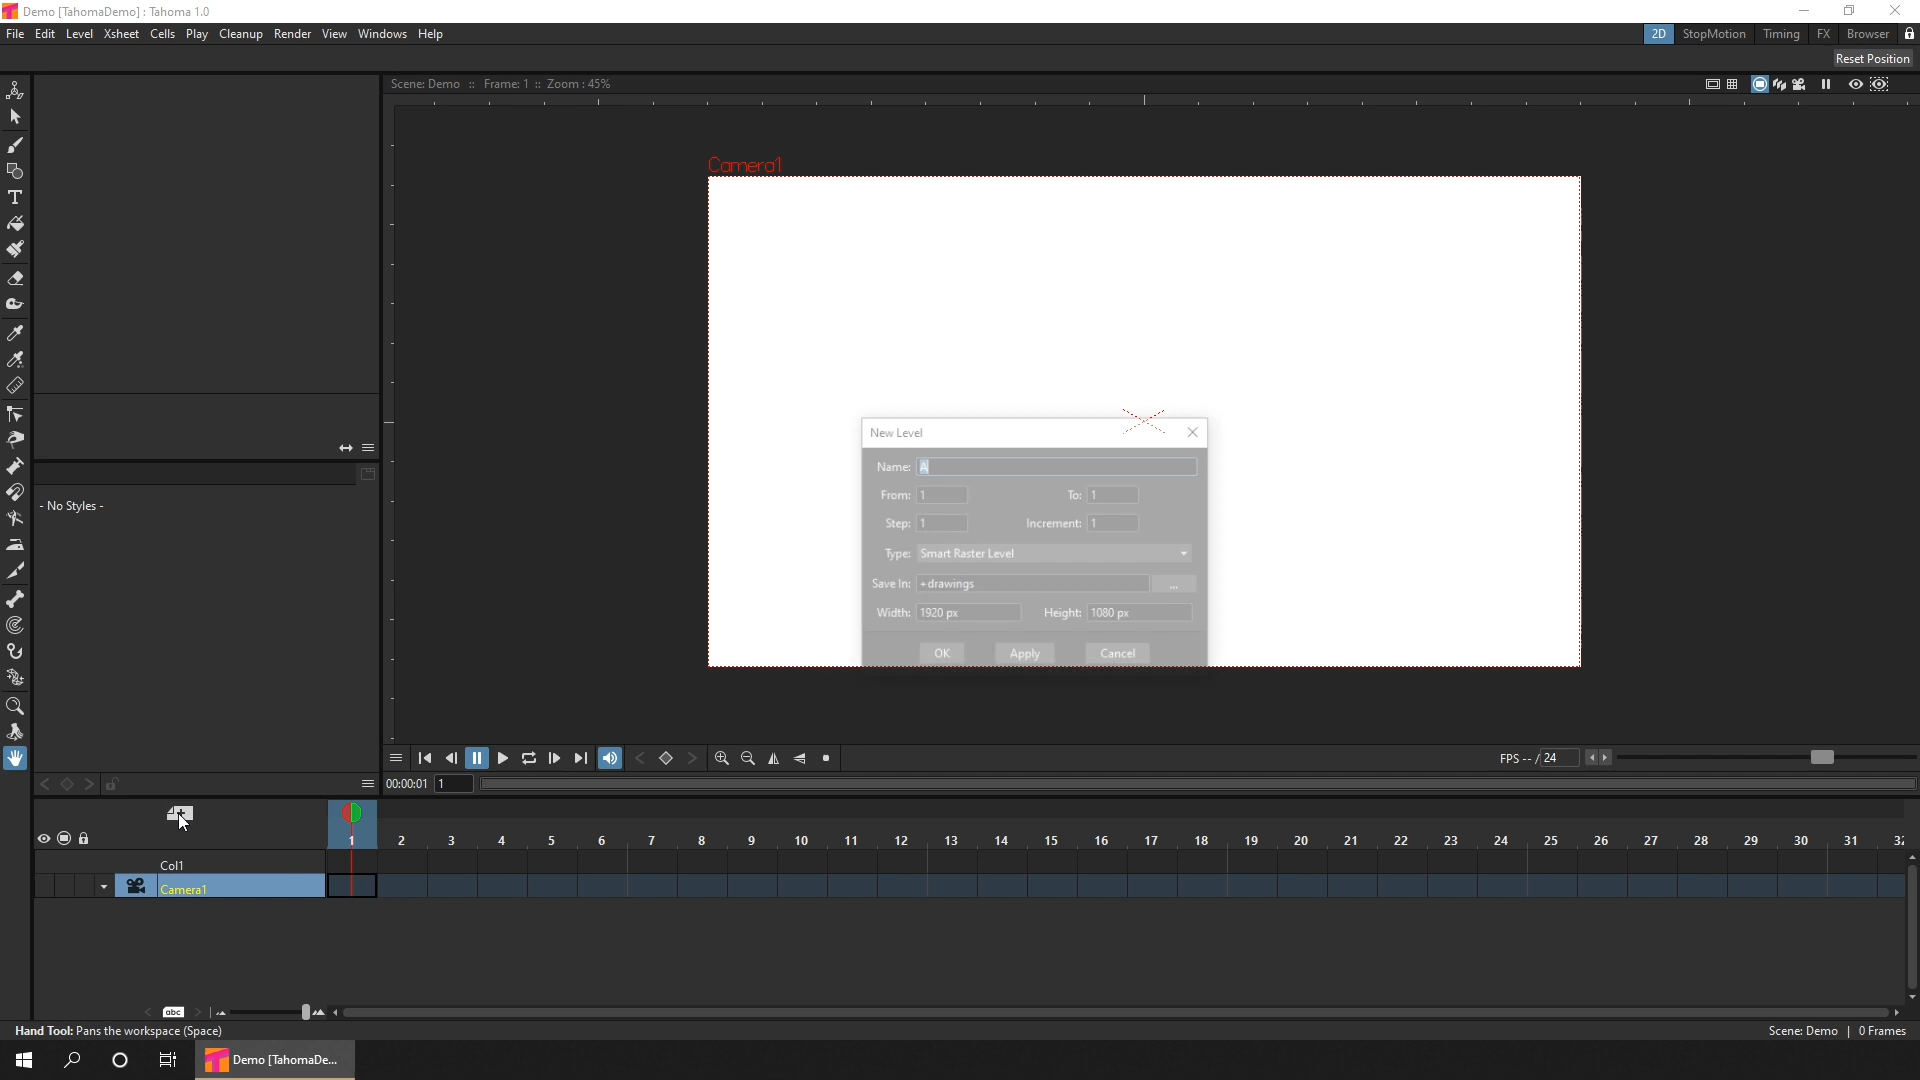 Demo [TahomaDemo] : Tahoma 1.0
File Edit Level Xsheet Cells Play Cleanup Render View Windows Help
2D StopMotion Timing FX Browser
Reset Position
Scene: Demo :: Frame: 1 :: Zoom : 45%
Camera1
New Level
Name: A
From: 1 To: 1
Step: 1 Increment: 1
Type: Smart Raster Level
- No Styles -
Save In: +drawings ...
Width: 1920 px Height: 1080 px
OK Apply Cancel
FPS -- / 24
00:00:01 1
1 2 3 4 5 6 7 8 9 10 11 12 13 14 15 16 17 18 19 20 21 22 23 24 25 26 27 28 29 30 31 32
Col1
Camera1
abc
Hand Tool: Pans the workspace (Space)
Scene: Demo | 0 Frames
Demo [TahomaDe...